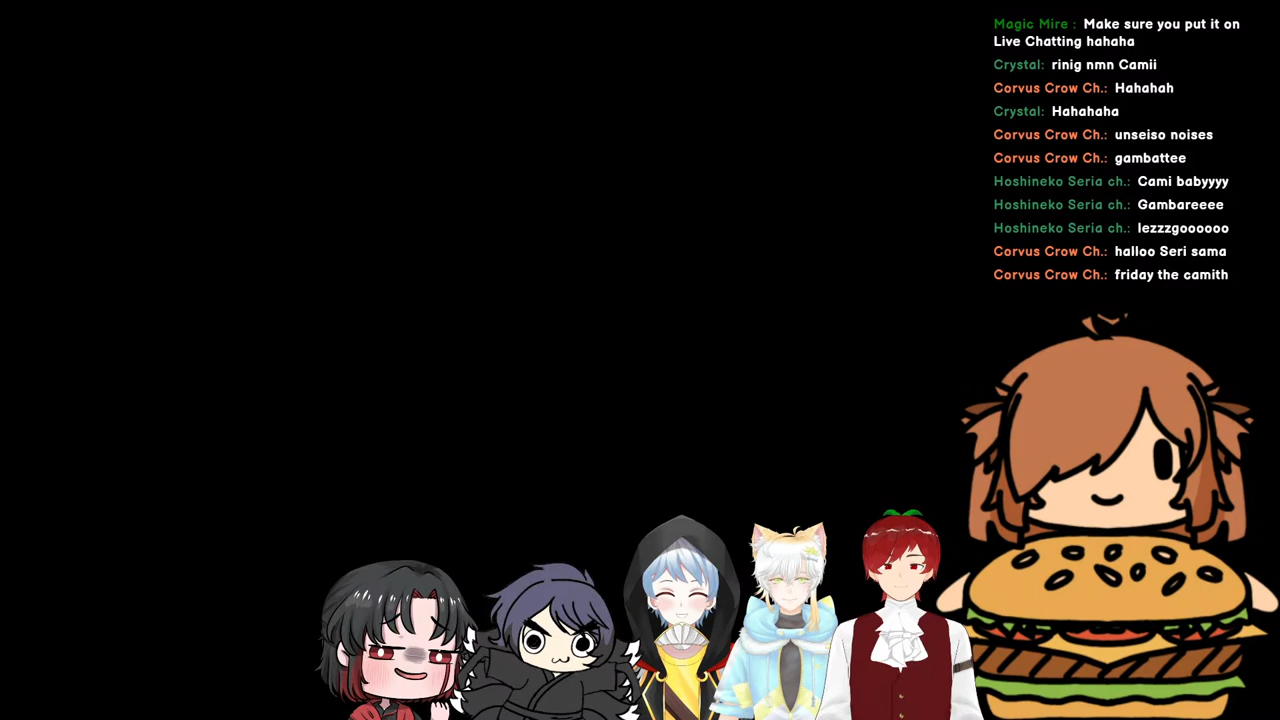 Magic Mire : Make sure you put it on
Live Chatting hahaha
Crystal: rinig nmn Camii
Corvus Crow Ch.: Hahahah
Crystal: Hahahaha
Corvus Crow Ch.: unseiso noises
Corvus Crow Ch.: gambattee
Hoshineko Seria ch.: Cami babyyyy
Hoshineko Seria ch.: Gambareeee
Hoshineko Seria ch.: lezzzgoooooo
Corvus Crow Ch.: halloo Seri sama
Corvus Crow Ch.: friday the camith